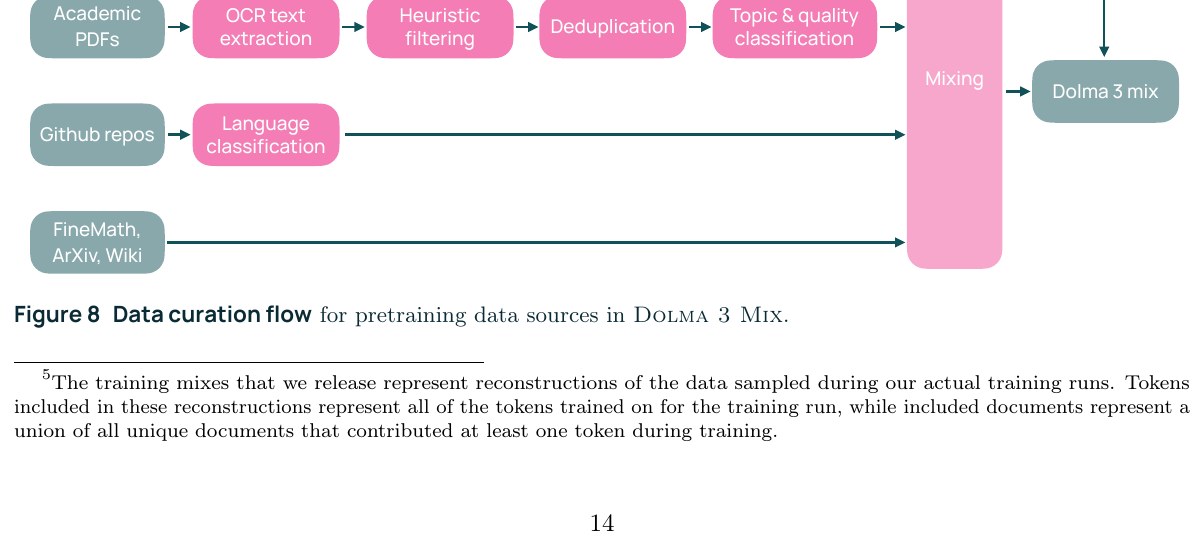 Academic
PDFs
OCR text
extraction
Heuristic
filtering
Deduplication
Topic & quality
classification
Mixing
Dolma 3 mix
Github repos
Language
classification
FineMath,
ArXiv, Wiki
Figure 8 Data curation flow for pretraining data sources in Dolma 3 Mix.
5The training mixes that we release represent reconstructions of the data sampled during our actual training runs. Tokens
included in these reconstructions represent all of the tokens trained on for the training run, while included documents represent a
union of all unique documents that contributed at least one token during training.
14